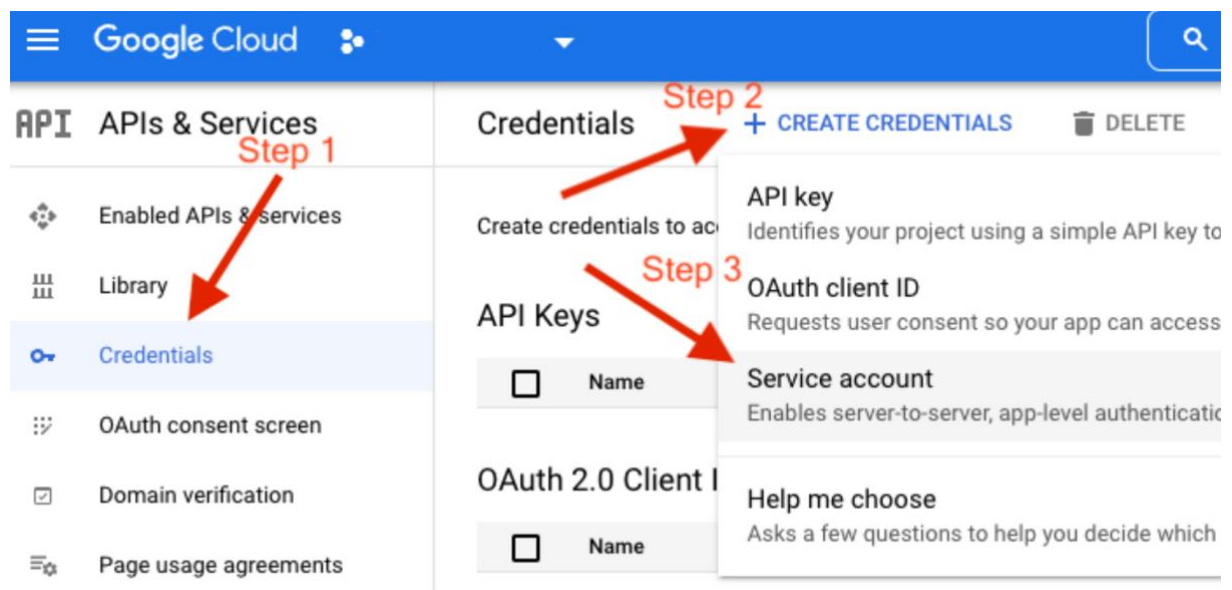 Google Cloud
API APIs & Services
Step 1
Enabled APIs & services
Library
Credentials
OAuth consent screen
Domain verification
Page usage agreements
Credentials
Step 2
+ CREATE CREDENTIALS
DELETE
Create credentials to
Step 3
API Keys
Name
OAuth 2.0 Client
Name
API key
Identifies your project using a simple API key to
OAuth client ID
Requests user consent so your app can access
Service account
Enables server-to-server, app-level
Help me choose
Asks a few questions to help you decide which